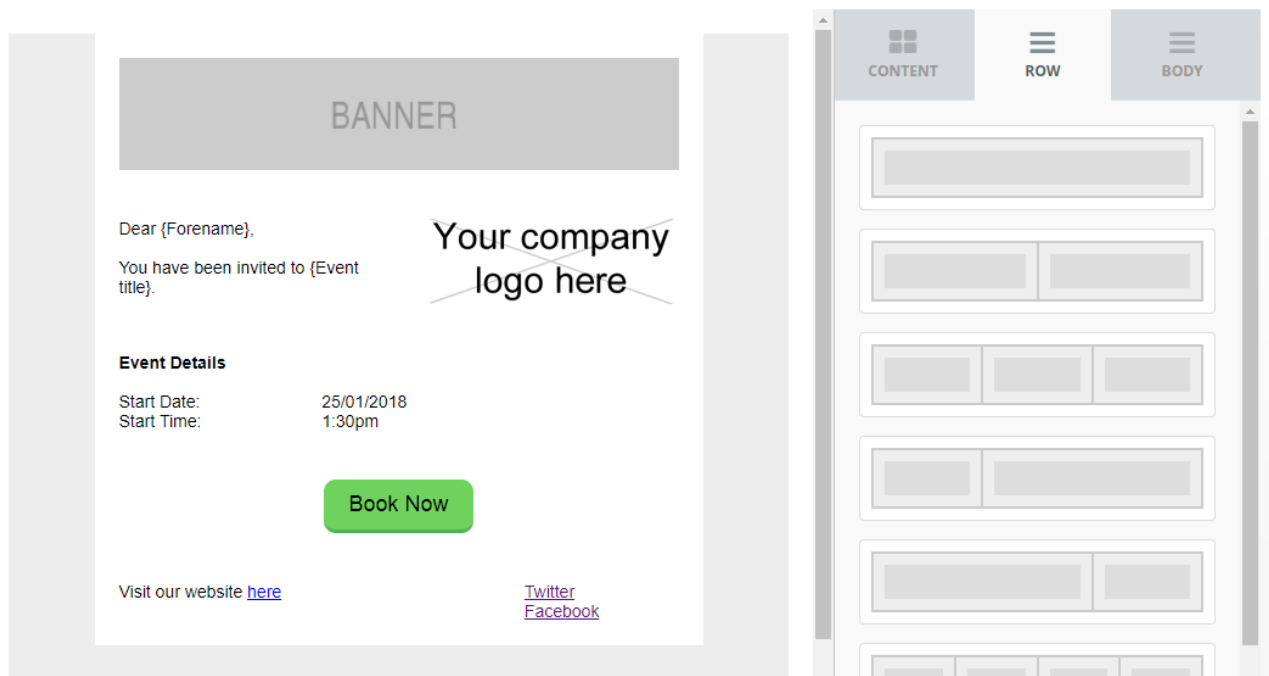 BANNER
Dear {Forename},
You have been invited to {Event
title}.
Your company
logo here
Event Details
Start Date: 25/01/2018
Start Time: 1:30pm
Book Now
Visit our website here
Twitter
Facebook
CONTENT
ROW
BODY